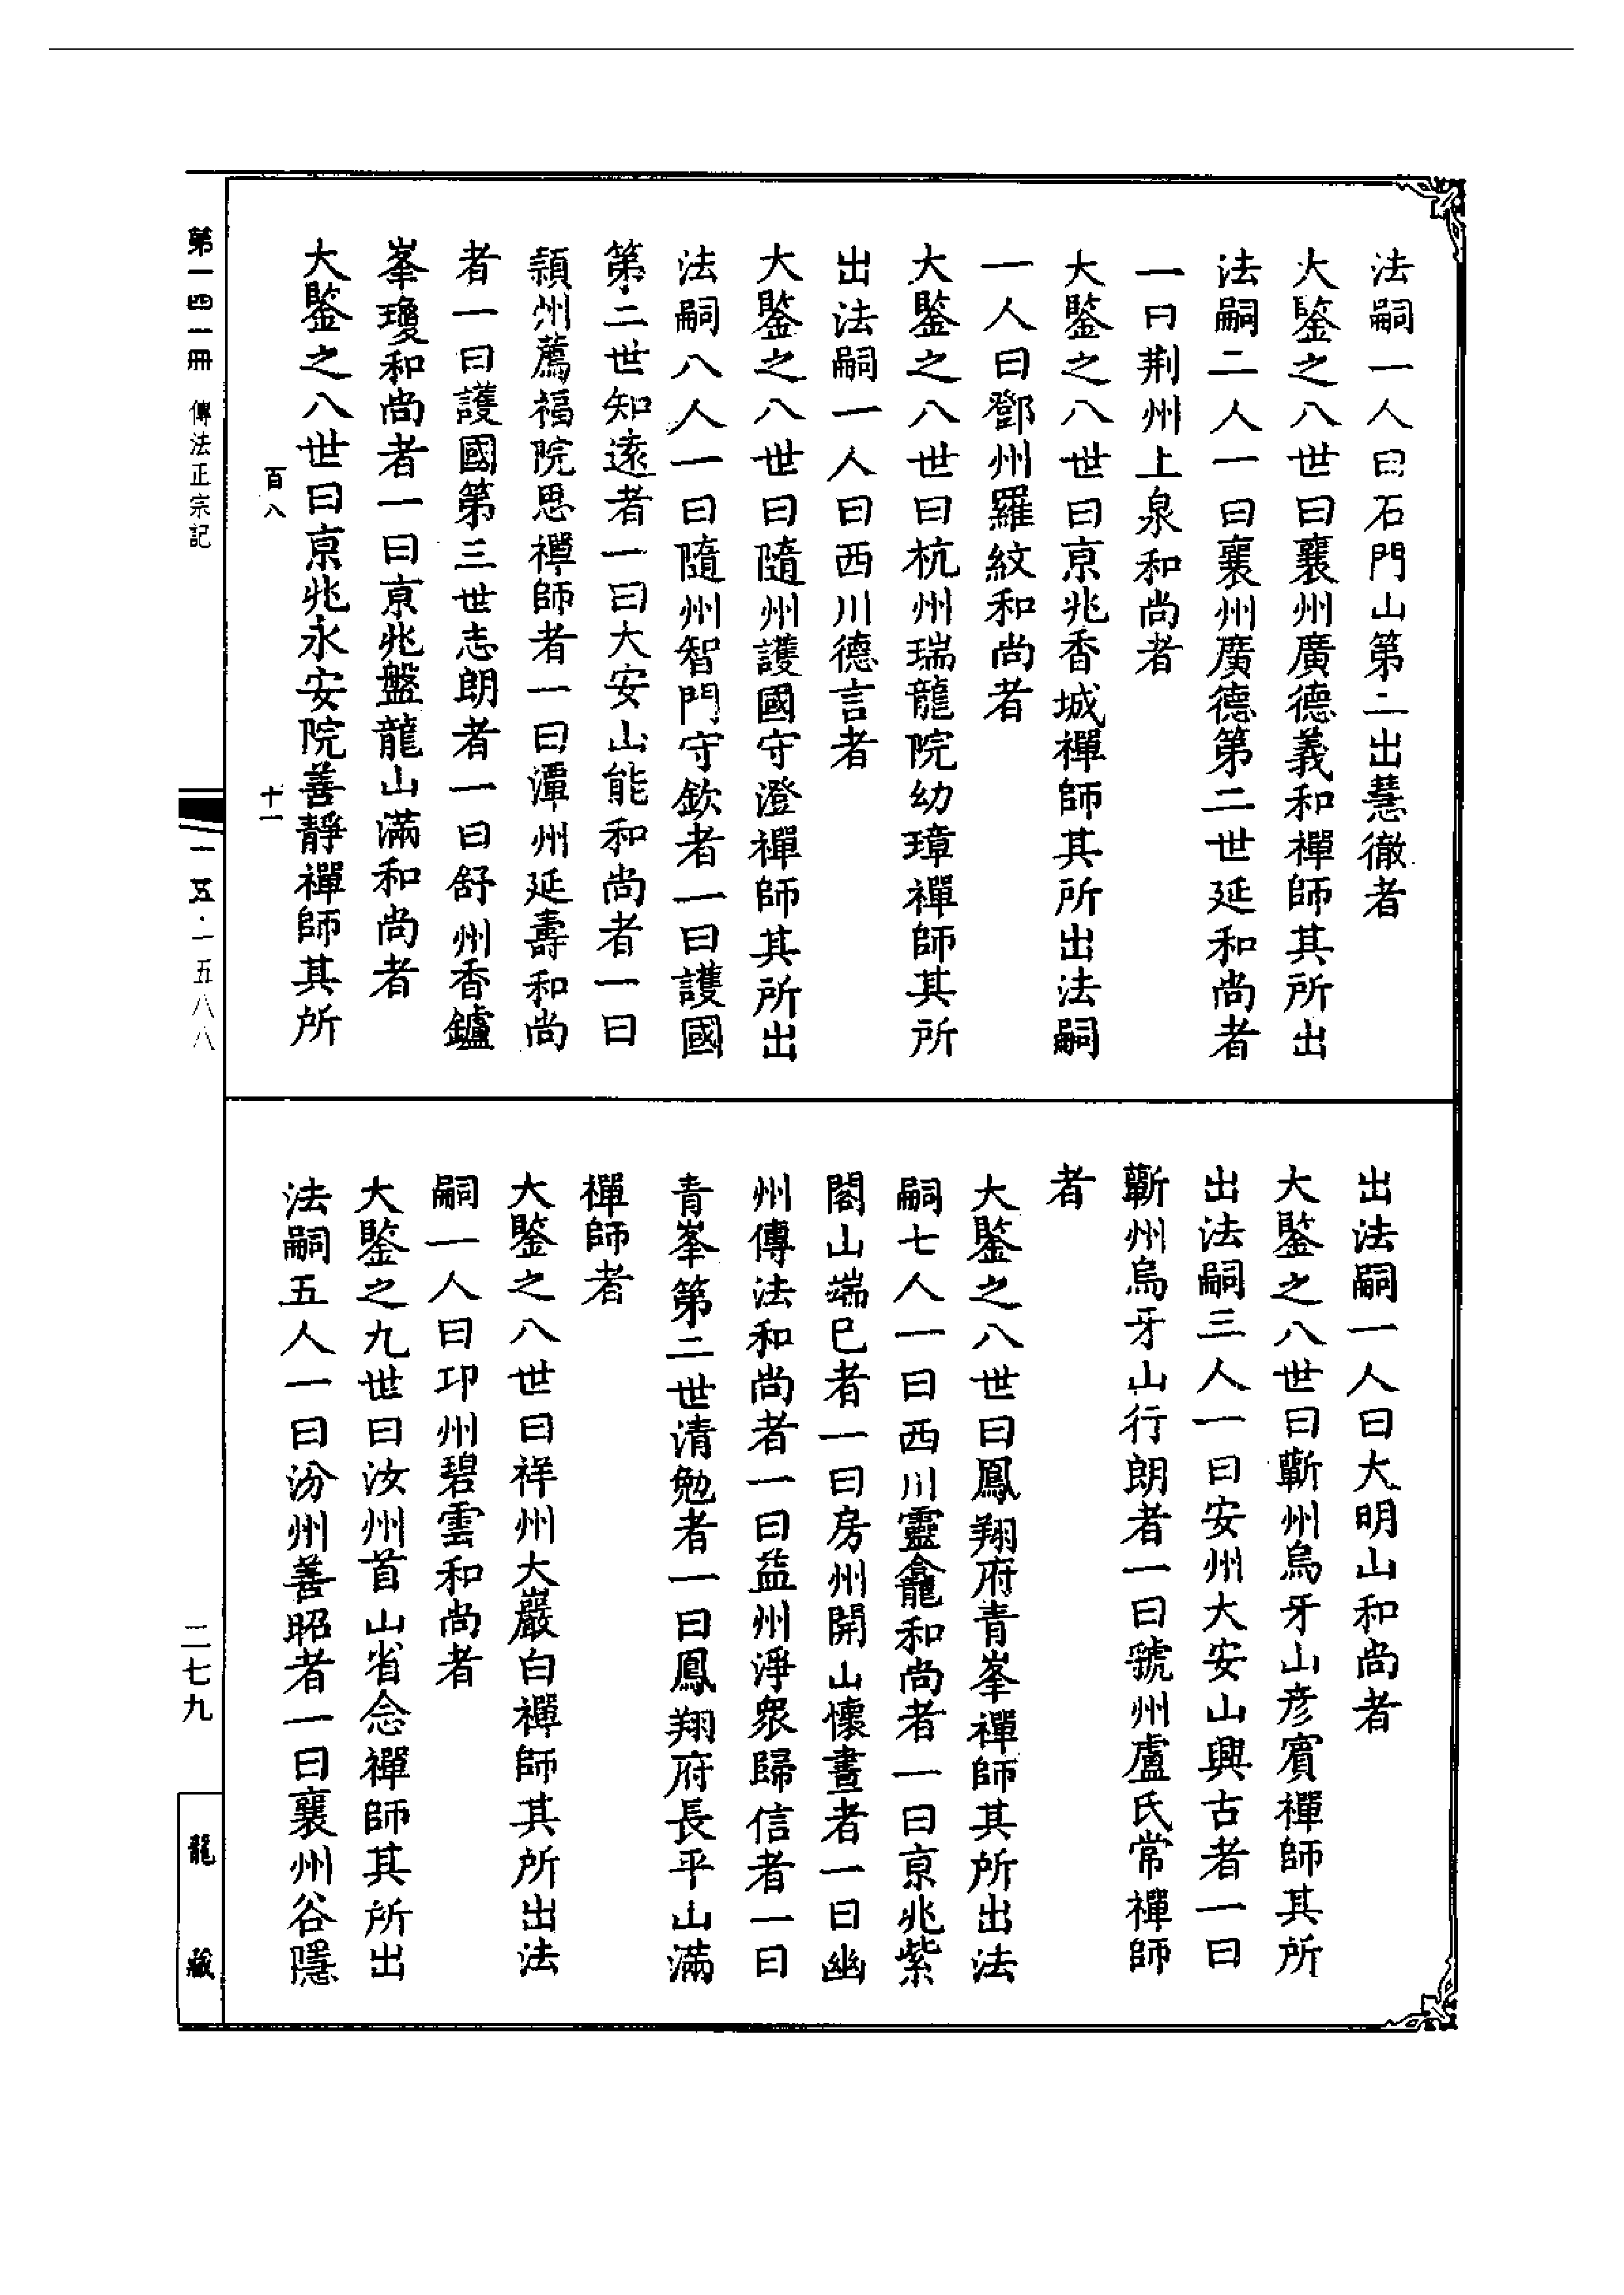 法嗣一人曰石門山第二出慧徹者
大鑒之八世曰襄州廣德義和禪師其所出
法嗣二人一曰襄州廣德第二世延和尚者
一曰荆州上泉和尚者
大鑒之八世曰京兆香城禪師其所出法嗣
一人曰鄧州羅紋和尚者
大鑒之八世曰杭州瑞龍院幼璋禪師其所
出法嗣一人曰西川德言者
大鑒之八世曰隨州護國守澄禪師其所出
法嗣八人一曰隨州智門守欽者一曰護國
第二世知遠者一曰大安山能和尚者一曰
頴州薦福院思禪師者一曰潭州延壽和尚
者一曰護國第三世志朗者一曰舒州香鑪
峯瓊和尚者一曰京兆盤龍山滿和尚者
大鑒之八世曰京兆永安院善靜禪師其所
百八
十一
出法嗣一人曰大明山和尚者
大鑒之八世曰蘄州烏牙山彦賓禪師其所
出法嗣三人一曰安州大安山興古者一曰
蘄州烏牙山行朗者一曰號州盧氏常禪師
者
大鑒之八世曰鳳翔府青峯禪師其所出法
嗣七人一曰西川靈龕和尚者一曰京兆紫
閣山端巳者一曰房州開山懷晝者一曰幽
州傳法和尚者一曰益州淨衆歸信者一曰
青峯第二世清勉者一曰鳳翔府長平山滿
禪師者
大鑒之八世曰祥州大巖白禪師其所出法
嗣一人曰卭州碧雲和尚者
大鑒之九世曰汝州首山省念禪師其所出
法嗣五人一曰汾州善昭者一曰襄州谷隱
第一四一冊 傳法正宗記
一五·一五八八
二七九
龍藏